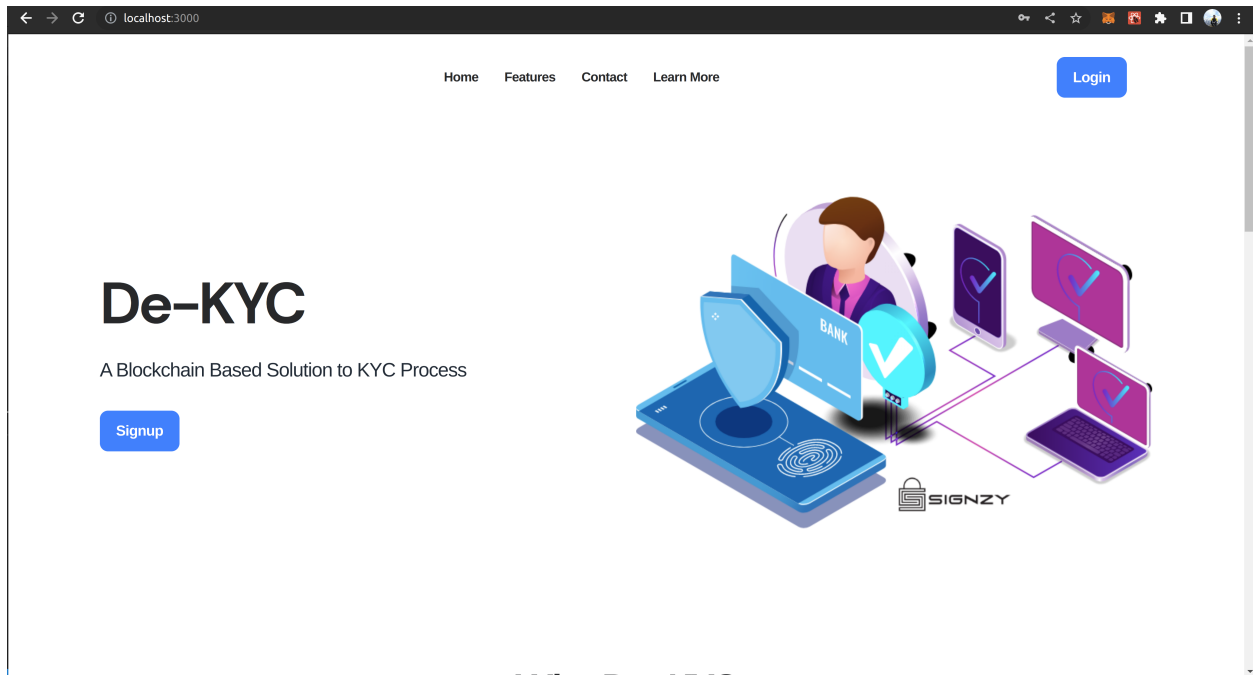 localhost:3000
Home Features Contact Learn More Login
De-KYC
A Blockchain Based Solution to KYC Process
Signup
BANK
SIGNZY